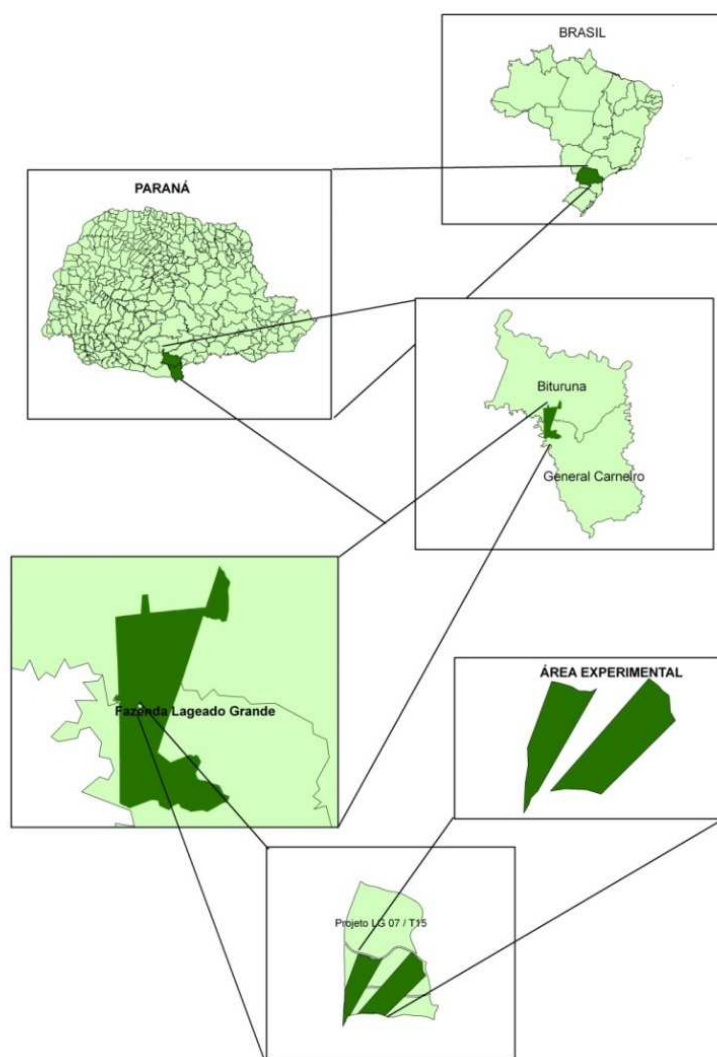 BRASIL
PARANÁ
Bituruna
General Carneiro
Fazenda Lageado Grande
ÁREA EXPERIMENTAL
Projeto LG 07 / T15